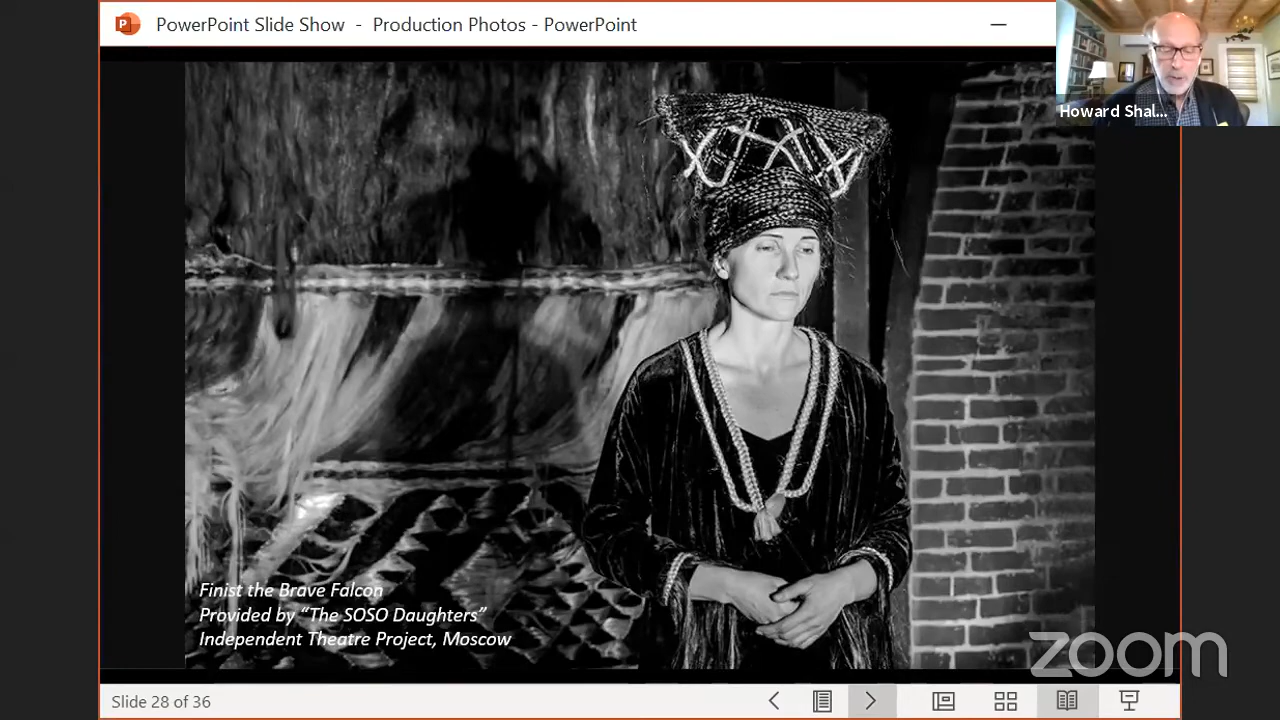 PowerPoint Slide Show - Production Photos - PowerPoint
Howard Shal...
Finist the Brave Falcon
Provided by “The SOSO Daughters”
Independent Theatre Project, Moscow
zoom
Slide 28 of 36